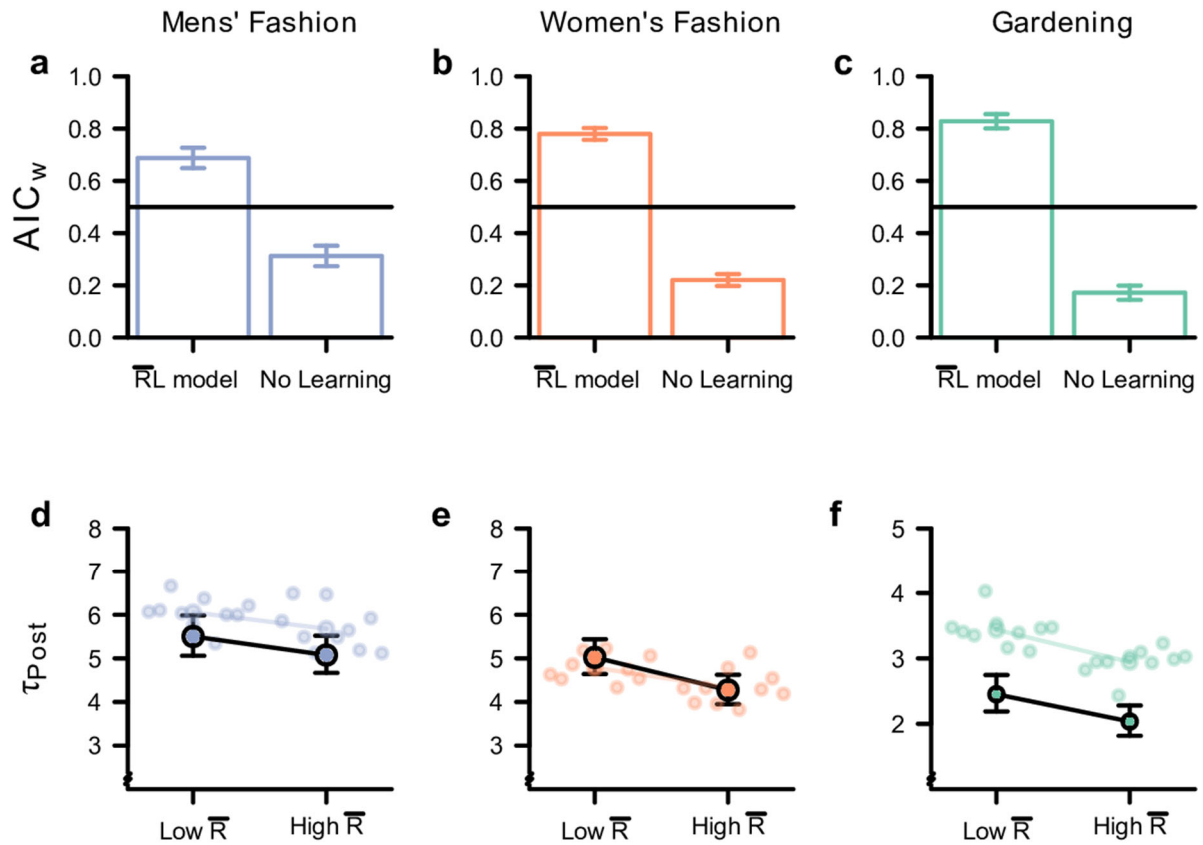 Mens' Fashion
Women's Fashion
Gardening
a
b
c
AIC_w
1.0
0.8
0.6
0.4
0.2
0.0
1.0
0.8
0.6
0.4
0.2
0.0
1.0
0.8
0.6
0.4
0.2
0.0
R̅L model No Learning
R̅L model No Learning
R̅L model No Learning
d
e
f
τ_Post
8
7
6
5
4
3
8
7
6
5
4
3
5
4
3
2
Low R̅ High R̅
Low R̅ High R̅
Low R̅ High R̅